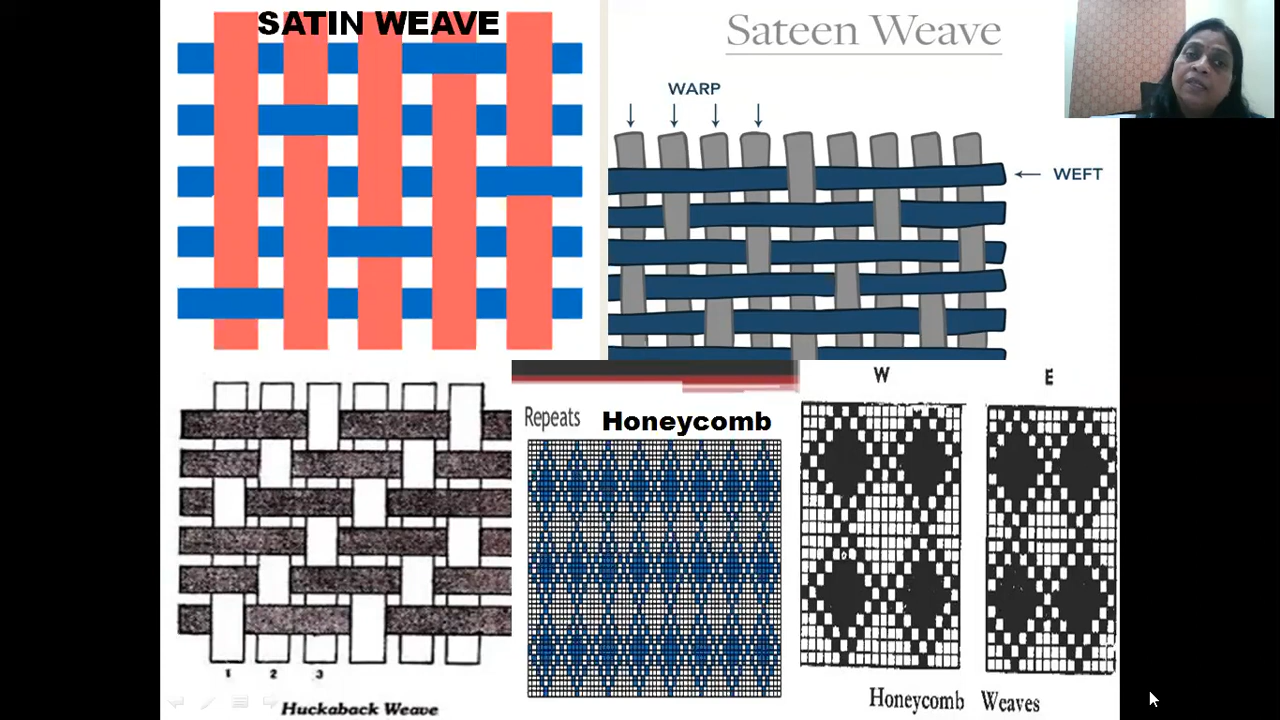 SATIN WEAVE
Sateen Weave
WARP
WEFT
1 2 3
Huckaback Weave
Repeats
Honeycomb
W E
Honeycomb Weaves